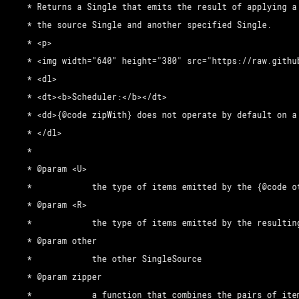 * Returns a Single that emits the result of applying a
* the source Single and another specified Single.
* <p>
* <img width="640" height="380" src="https://raw.githu
* <dl>
* <dt><b>Scheduler:</b></dt>
* <dd>{@code zipWith} does not operate by default on a
* </dl>
*
* @param <U>
*            the type of items emitted by the {@code ot
* @param <R>
*            the type of items emitted by the resulting
* @param other
*            the other SingleSource
* @param zipper
*            a function that combines the pairs of